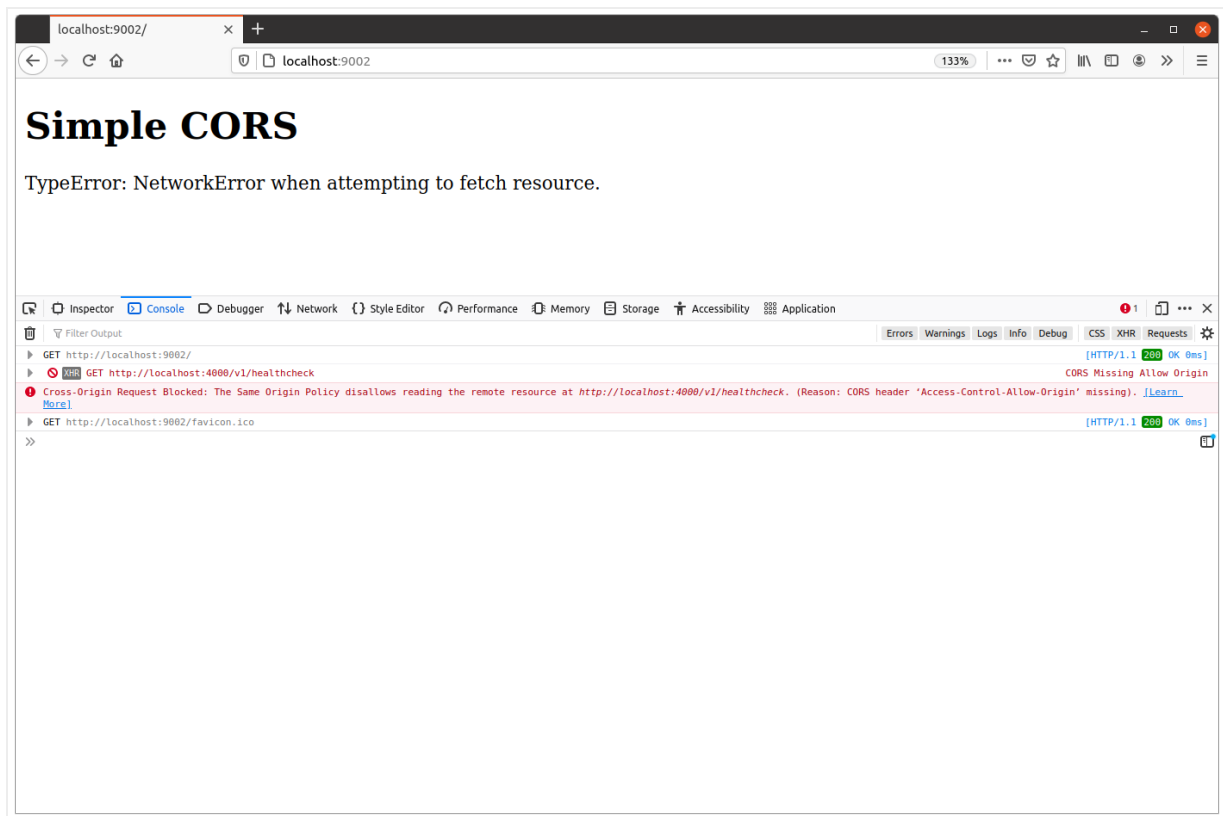 localhost:9002/
localhost:9002
133%
Simple CORS
TypeError: NetworkError when attempting to fetch resource.
Inspector Console Debugger Network Style Editor Performance Memory Storage Accessibility Application 1
Filter Output Errors Warnings Logs Info Debug CSS XHR Requests
GET http://localhost:9002/ [HTTP/1.1 200 OK 0ms]
XHR GET http://localhost:4000/v1/healthcheck CORS Missing Allow Origin
Cross-Origin Request Blocked: The Same Origin Policy disallows reading the remote resource at http://localhost:4000/v1/healthcheck. (Reason: CORS header ‘Access-Control-Allow-Origin’ missing). [Learn
More]
GET http://localhost:9002/favicon.ico [HTTP/1.1 200 OK 0ms]